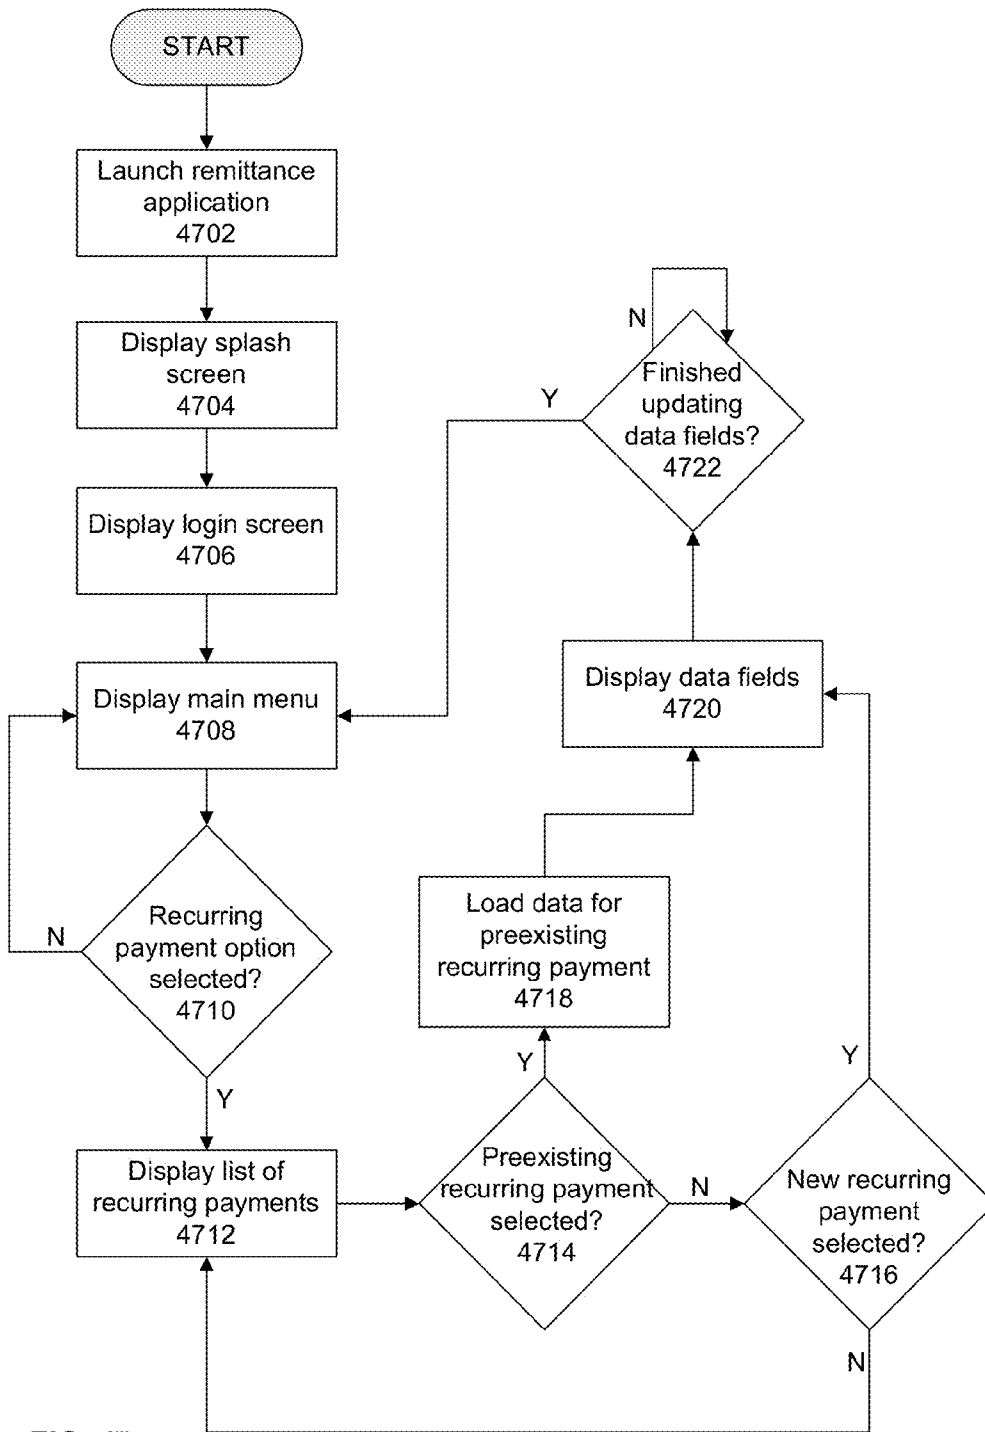 START
Launch remittance
application
4702
Display splash
screen
4704
Display login screen
4706
Display main menu
4708
N
Recurring
payment option
selected?
4710
Y
Display list of
recurring payments
4712
Preexisting
recurring payment
selected?
4714
Y
N
Load data for
preexisting
recurring payment
4718
New recurring
payment
selected?
4716
Y
N
Display data fields
4720
Finished
updating
data fields?
4722
N
Y